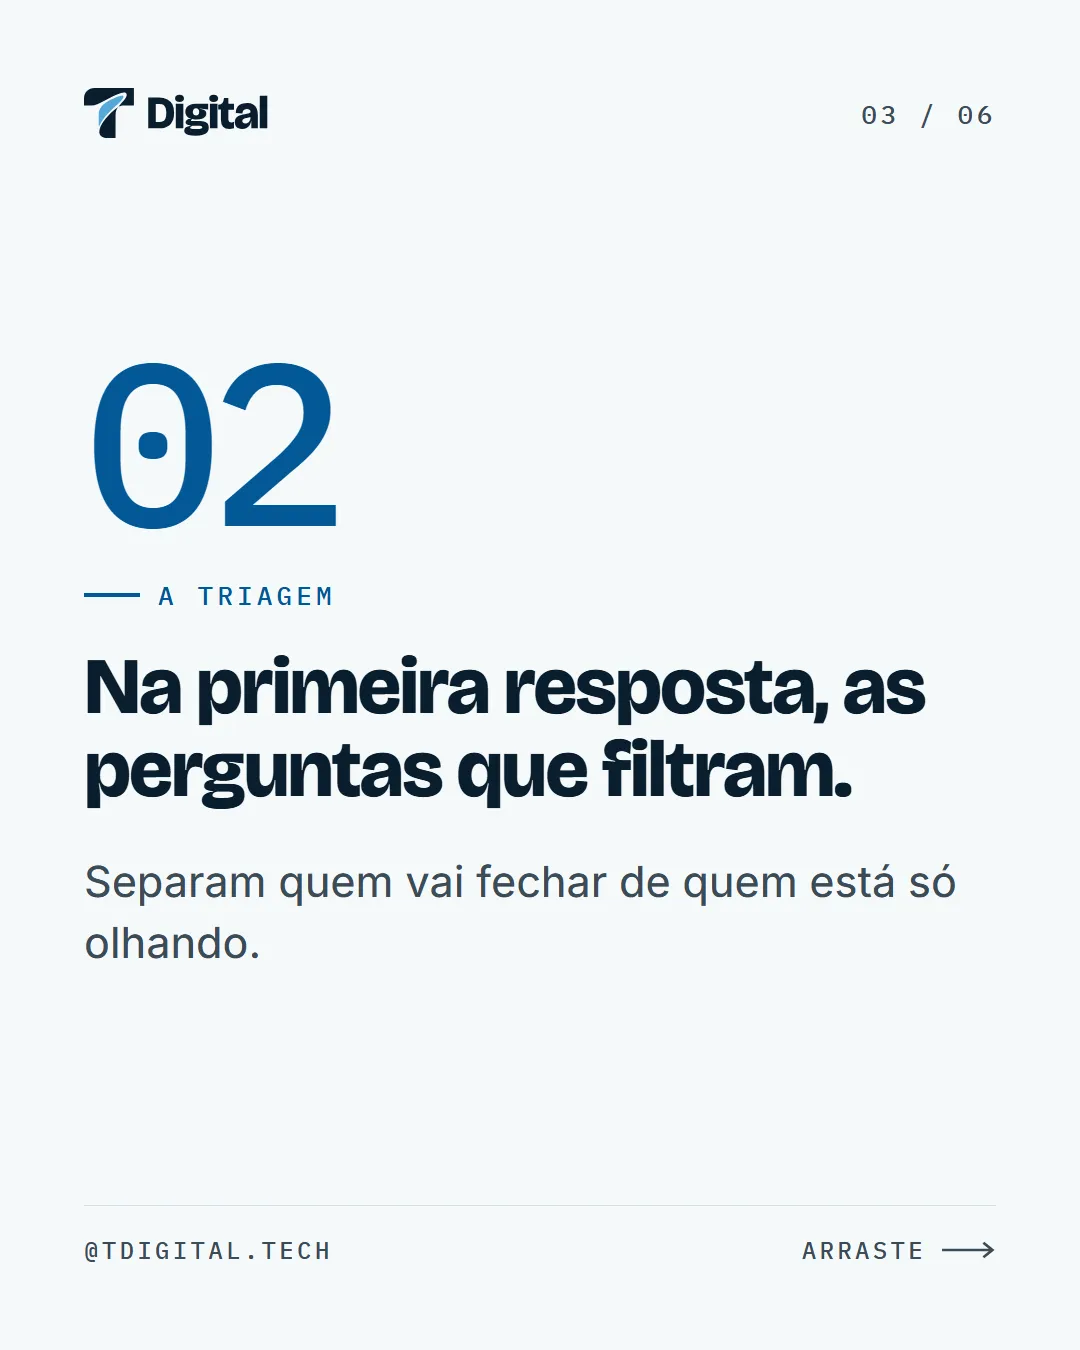 Digital
03 / 06
02
A TRIAGEM
Na primeira resposta, as
perguntas que filtram.
Separam quem vai fechar de quem está só
olhando.
@TDIGITAL.TECH
ARRASTE